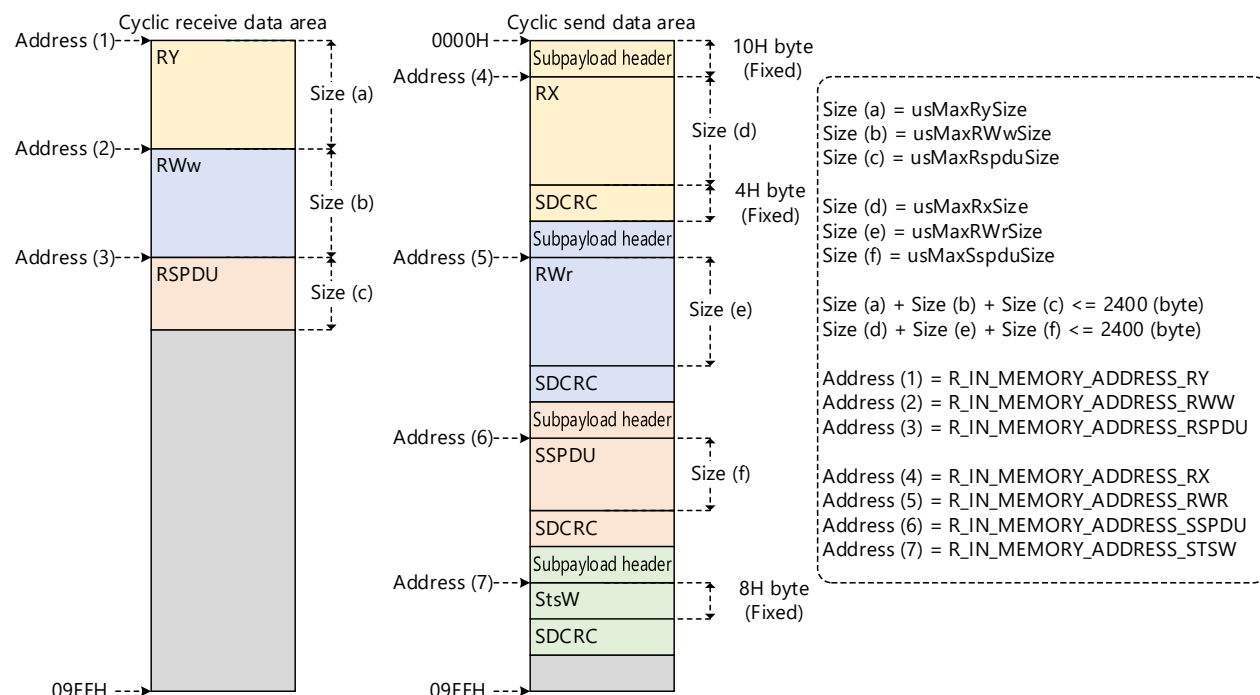 Cyclic receive data area
Address (1)
RY
Size (a)
Address (2)
RWw
Size (b)
Address (3)
RSPDU
Size (c)
09FFH
Cyclic send data area
0000H
Subpayload header
10H byte
(Fixed)
Address (4)
RX
Size (d)
SDCRC
4H byte
(Fixed)
Subpayload header
Address (5)
RWr
Size (e)
SDCRC
Subpayload header
Address (6)
SSPDU
Size (f)
SDCRC
Subpayload header
Address (7)
StsW
8H byte
(Fixed)
SDCRC
09FFH
Size (a) = usMaxRySize
Size (b) = usMaxRWwSize
Size (c) = usMaxRspduSize
Size (d) = usMaxRxSize
Size (e) = usMaxRWrSize
Size (f) = usMaxSspduSize
Size (a) + Size (b) + Size (c) <= 2400 (byte)
Size (d) + Size (e) + Size (f) <= 2400 (byte)
Address (1) = R_IN_MEMORY_ADDRESS_RY
Address (2) = R_IN_MEMORY_ADDRESS_RWW
Address (3) = R_IN_MEMORY_ADDRESS_RSPDU
Address (4) = R_IN_MEMORY_ADDRESS_RX
Address (5) = R_IN_MEMORY_ADDRESS_RWR
Address (6) = R_IN_MEMORY_ADDRESS_SSPDU
Address (7) = R_IN_MEMORY_ADDRESS_STSW